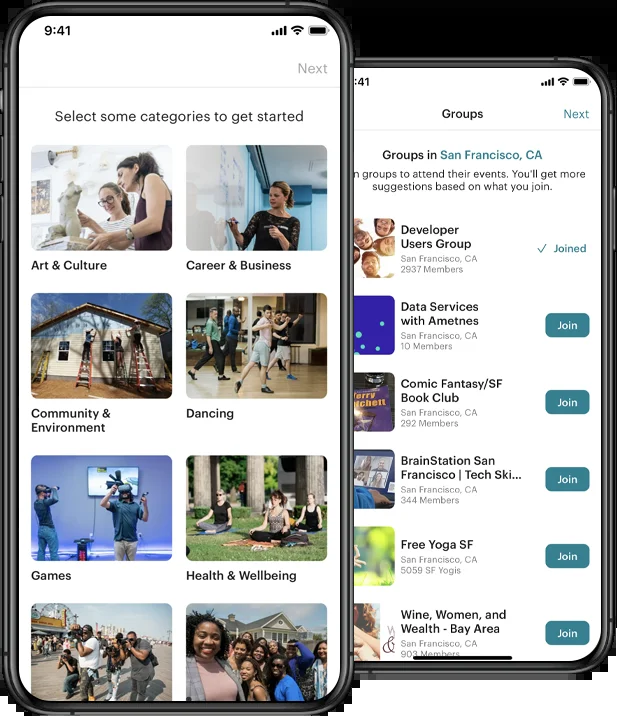 9:41
Next
Select some categories to get started
Art & Culture
Career & Business
Community &
Environment
Dancing
Games
Health & Wellbeing
:41
Groups
Next
Groups in San Francisco, CA
n groups to attend their events. You'll get more
suggestions based on what you join.
Developer
Users Group
San Francisco, CA
2937 Members
Joined
Data Services
with Ametnes
San Francisco, CA
10 Members
Join
Comic Fantasy/SF
Book Club
San Francisco, CA
292 Members
Join
BrainStation San
Francisco | Tech Ski...
San Francisco, CA
344 Members
Join
Free Yoga SF
San Francisco, CA
5059 SF Yogis
Join
Wine, Women, and
Wealth - Bay Area
San Francisco, CA
903 Members
Join